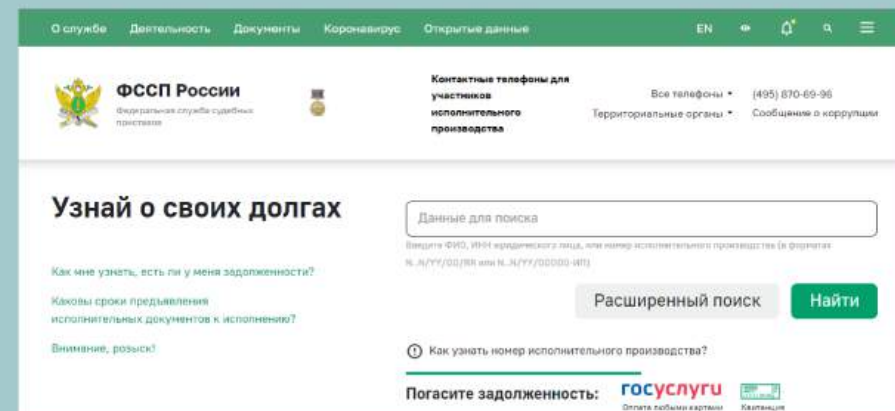 О службе Деятельность Документы Коронавирус Открытые данные EN
ФССП России
Федеральная служба судебных
приставов
Контактные телефоны для
участников
исполнительного
производства
Все телефоны
Территориальные органы
(495) 870-69-96
Сообщение о коррупции
Узнай о своих долгах
Как мне узнать, есть ли у меня задолженности?
Каковы сроки предъявления
исполнительных документов к исполнению?
Внимание, розыск!
Данные для поиска
Введите ФИО, ИНН юридического лица, или номер исполнительного производства (в форматах
N..N/YY/DD/RR или N..N/YY/DDDDD-ИП)
Расширенный поиск Найти
Как узнать номер исполнительного производства?
Погасите задолженность: госуслуги
Оплата любыми картами Квитанция